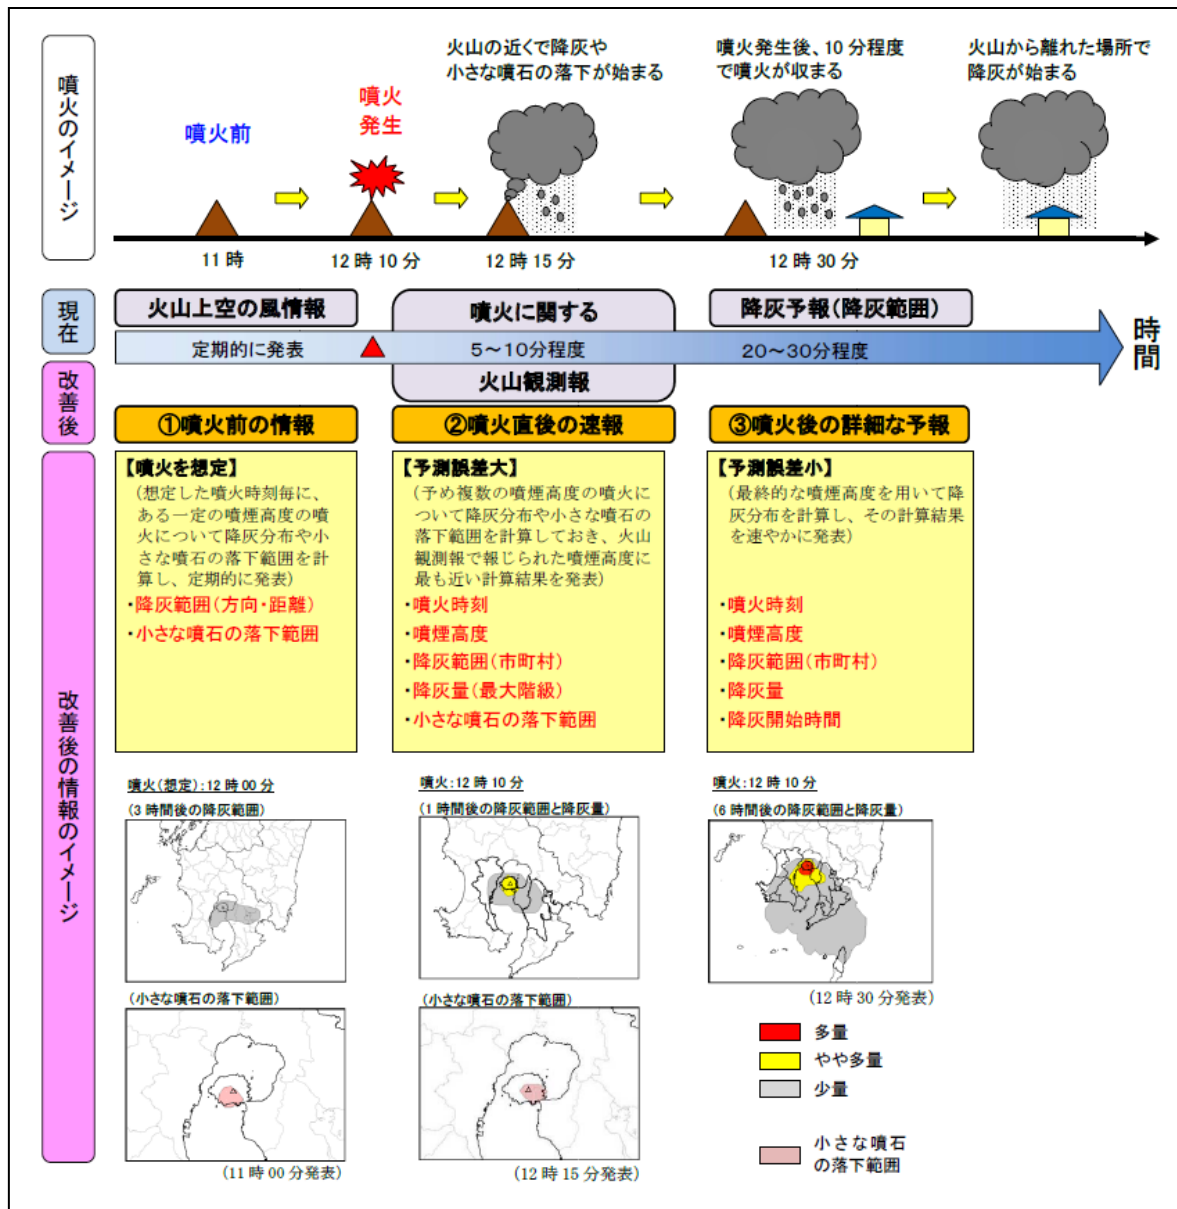 噴火のイメージ
噴火前
噴火
発生
火山の近くで降灰や
小さな噴石の落下が始まる
噴火発生後、10分程度
で噴火が収まる
火山から離れた場所で
降灰が始まる
11時
12時10分
12時15分
12時30分
現在
火山上空の風情報
噴火に関する
火山観測報
降灰予報(降灰範囲)
定期的に発表
5～10分程度
20～30分程度
時間
改善後
①噴火前の情報
②噴火直後の速報
③噴火後の詳細な予報
改善後の情報のイメージ
【噴火を想定】
(想定した噴火時刻毎に、
ある一定の噴煙高度の噴
火について降灰分布や小
さな噴石の落下範囲を計
算し、定期的に発表)
・降灰範囲(方向・距離)
・小さな噴石の落下範囲
【予測誤差大】
(予め複数の噴煙高度の噴火に
ついて降灰分布や小さな噴石の
落下範囲を計算しておき、火山
観測報で報じられた噴煙高度に
最も近い計算結果を発表)
・噴火時刻
・噴煙高度
・降灰範囲(市町村)
・降灰量(最大階級)
・小さな噴石の落下範囲
【予測誤差小】
(最終的な噴煙高度を用いて降
灰分布を計算し、その計算結果
を速やかに発表)
・噴火時刻
・噴煙高度
・降灰範囲(市町村)
・降灰量
・降灰開始時間
噴火(想定):12時00分
(3時間後の降灰範囲)
(小さな噴石の落下範囲)
(11時00分発表)
噴火:12時10分
(1時間後の降灰範囲と降灰量)
(小さな噴石の落下範囲)
(12時15分発表)
噴火:12時10分
(6時間後の降灰範囲と降灰量)
(12時30分発表)
多量
やや多量
少量
小さな噴石
の落下範囲